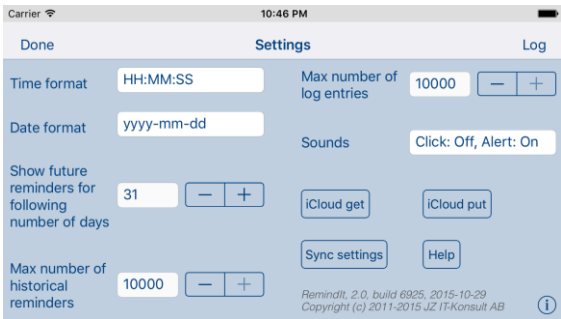 Carrier
10:46 PM
Done
Settings
Log
Time format
HH:MM:SS
Date format
yyyy-mm-dd
Show future
reminders for
following
number of days
31
− +
Max number of
historical
reminders
10000
− +
Max number of
log entries
10000
− +
Sounds
Click: Off, Alert: On
iCloud get
iCloud put
Sync settings
Help
RemindIt, 2.0, build 6925, 2015-10-29
Copyright (c) 2011-2015 JZ IT-Konsult AB
i